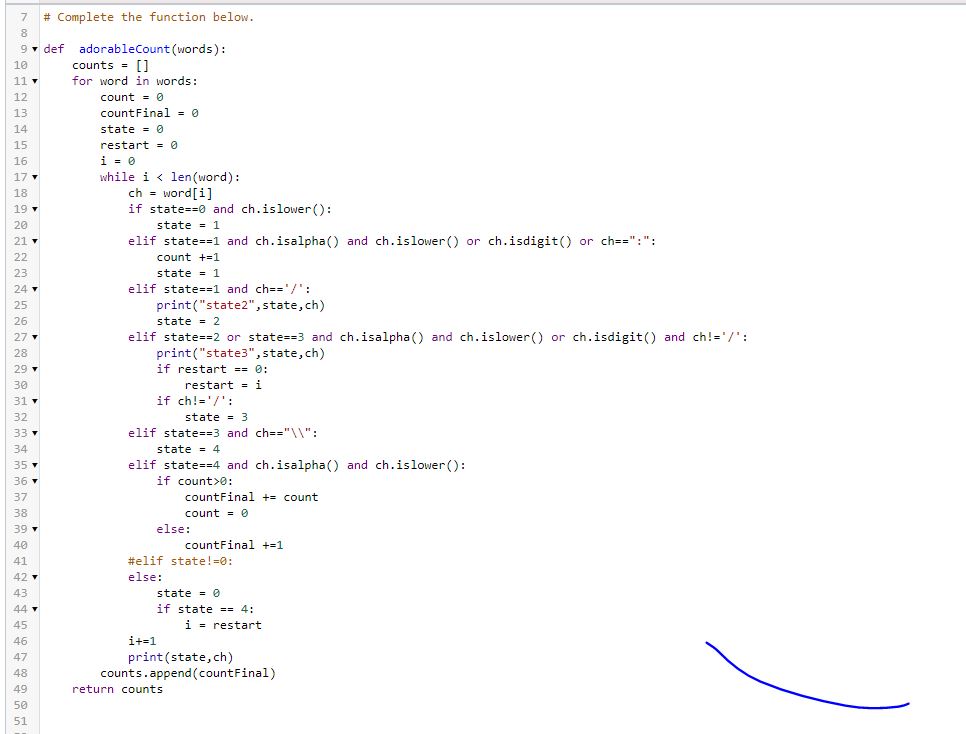 7 # Complete the function below.
8
9 def  adorableCount(words):
10     counts = []
11     for word in words:
12         count = 0
13         countFinal = 0
14         state = 0
15         restart = 0
16         i = 0
17         while i < len(word):
18             ch = word[i]
19             if state==0 and ch.islower():
20                 state = 1
21             elif state==1 and ch.isalpha() and ch.islower() or ch.isdigit() or ch==":":
22                 count +=1
23                 state = 1
24             elif state==1 and ch=='/':
25                 print("state2",state,ch)
26                 state = 2
27             elif state==2 or state==3 and ch.isalpha() and ch.islower() or ch.isdigit() and ch!='/':
28                 print("state3",state,ch)
29                 if restart == 0:
30                     restart = i
31                 if ch!='/':
32                     state = 3
33             elif state==3 and ch=="\\":
34                 state = 4
35             elif state==4 and ch.isalpha() and ch.islower():
36                 if count>0:
37                     countFinal += count
38                     count = 0
39                 else:
40                     countFinal +=1
41             #elif state!=0:
42             else:
43                 state = 0
44                 if state == 4:
45                     i = restart
46             i+=1
47             print(state,ch)
48         counts.append(countFinal)
49     return counts
50
51